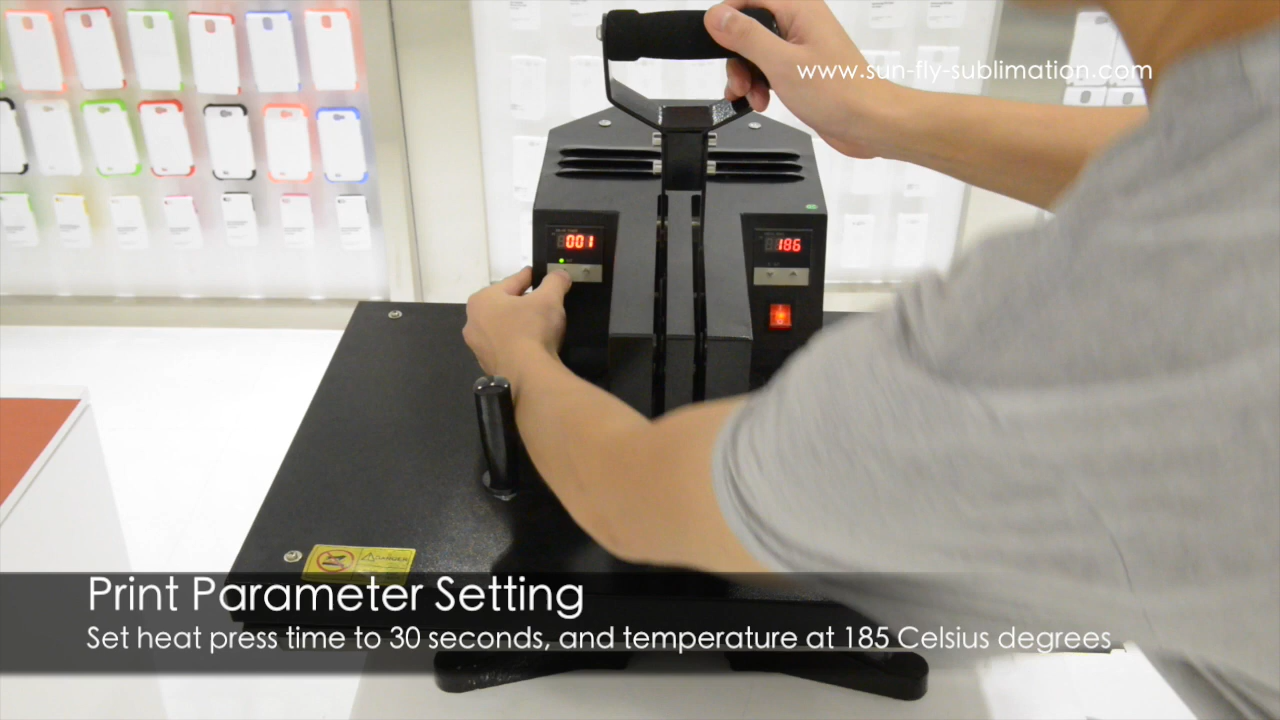 www.sun-fly-sublimation.com
001
186
Print Parameter Setting
Set heat press time to 30 seconds, and temperature at 185 Celsius degrees